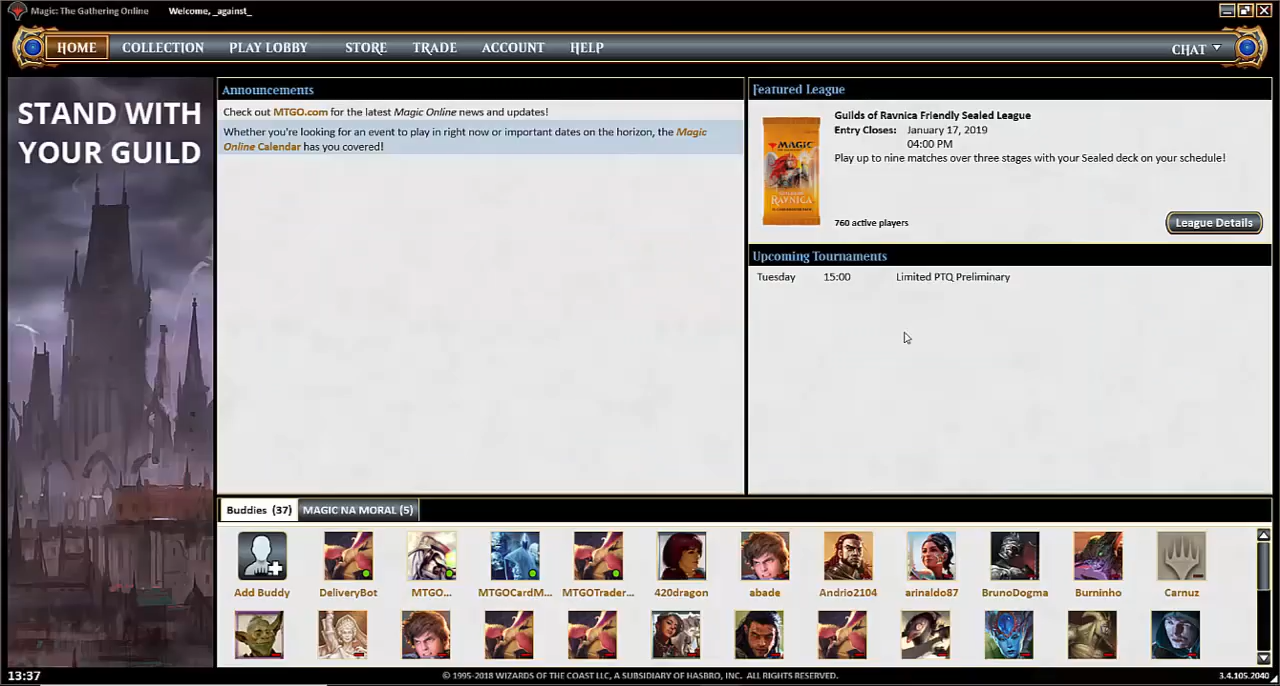 Magic: The Gathering Online Welcome, _against_
HOME COLLECTION PLAY LOBBY STORE TRADE ACCOUNT HELP CHAT
STAND WITH
YOUR GUILD
Announcements
Check out MTGO.com for the latest Magic Online news and updates!
Whether you're looking for an event to play in right now or important dates on the horizon, the Magic
Online Calendar has you covered!
Featured League
Guilds of Ravnica Friendly Sealed League
Entry Closes: January 17, 2019
04:00 PM
Play up to nine matches over three stages with your Sealed deck on your schedule!
MAGIC
RAVNICA
760 active players
League Details
Upcoming Tournaments
Tuesday 15:00 Limited PTQ Preliminary
Buddies (37) MAGIC NA MORAL (5)
Add Buddy DeliveryBot MTGO... MTGOCardM... MTGOTrader... 420dragon abade Andrio2104 arinaldo87 BrunoDogma Burninho Carnuz
13:37 © 1995-2018 WIZARDS OF THE COAST LLC, A SUBSIDIARY OF HASBRO, INC. ALL RIGHTS RESERVED. 3.4.105.2040